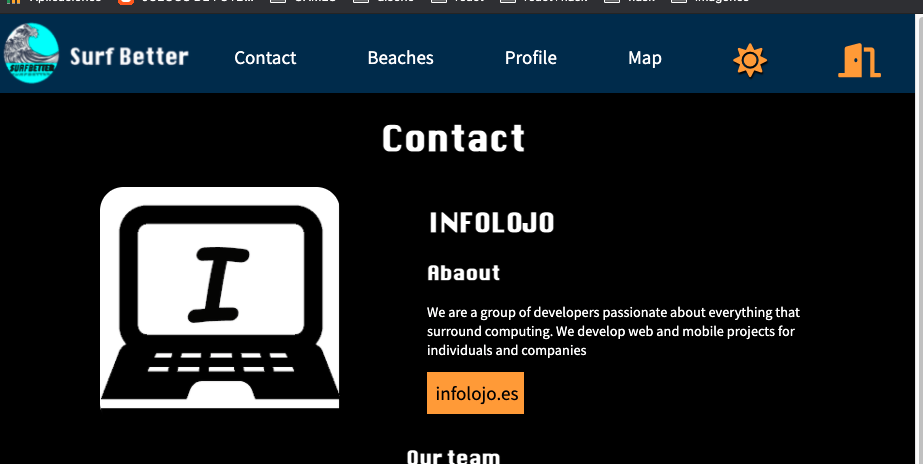 SURFBETTER
Surf Better
Contact
Beaches
Profile
Map
Contact
I
INFOLOJO
Abaout
We are a group of developers passionate about everything that
surround computing. We develop web and mobile projects for
individuals and companies
infolojo.es
Our team